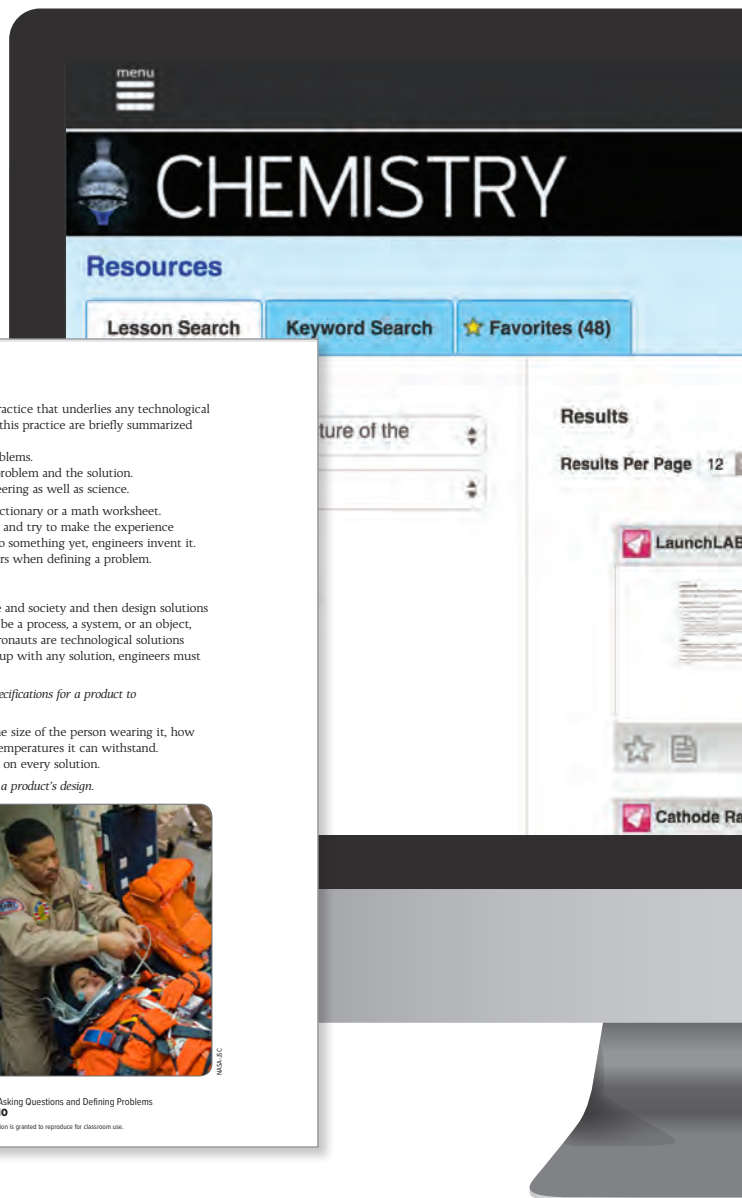 menu
CHEMISTRY
Resources
Lesson Search
Keyword Search
Favorites (48)
ture of the
Results
Results Per Page 12
LaunchLAB
Cathode Ra
actice that underlies any technological
this practice are briefly summarized
blems.
roblem and the solution.
eering as well as science.
ctionary or a math worksheet.
and try to make the experience
o something yet, engineers invent it.
rs when defining a problem.
e and society and then design solutions
be a process, a system, or an object,
ronauts are technological solutions
up with any solution, engineers must
ecifications for a product to
e size of the person wearing it, how
emperatures it can withstand.
on every solution.
a product's design.
NASA-JSC
Asking Questions and Defining Problems
ion is granted to reproduce for classroom use.